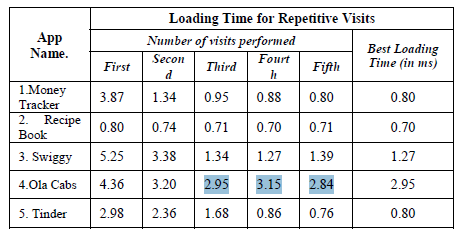 App Name.
Loading Time for Repetitive Visits
Number of visits performed
Best Loading Time (in ms)
First Second Third Fourth Fifth
1.Money Tracker 3.87 1.34 0.95 0.88 0.80 0.80
2. Recipe Book 0.80 0.74 0.71 0.70 0.71 0.70
3. Swiggy 5.25 3.38 1.34 1.27 1.39 1.27
4.Ola Cabs 4.36 3.20 2.95 3.15 2.84 2.95
5. Tinder 2.98 2.36 1.68 0.86 0.76 0.80